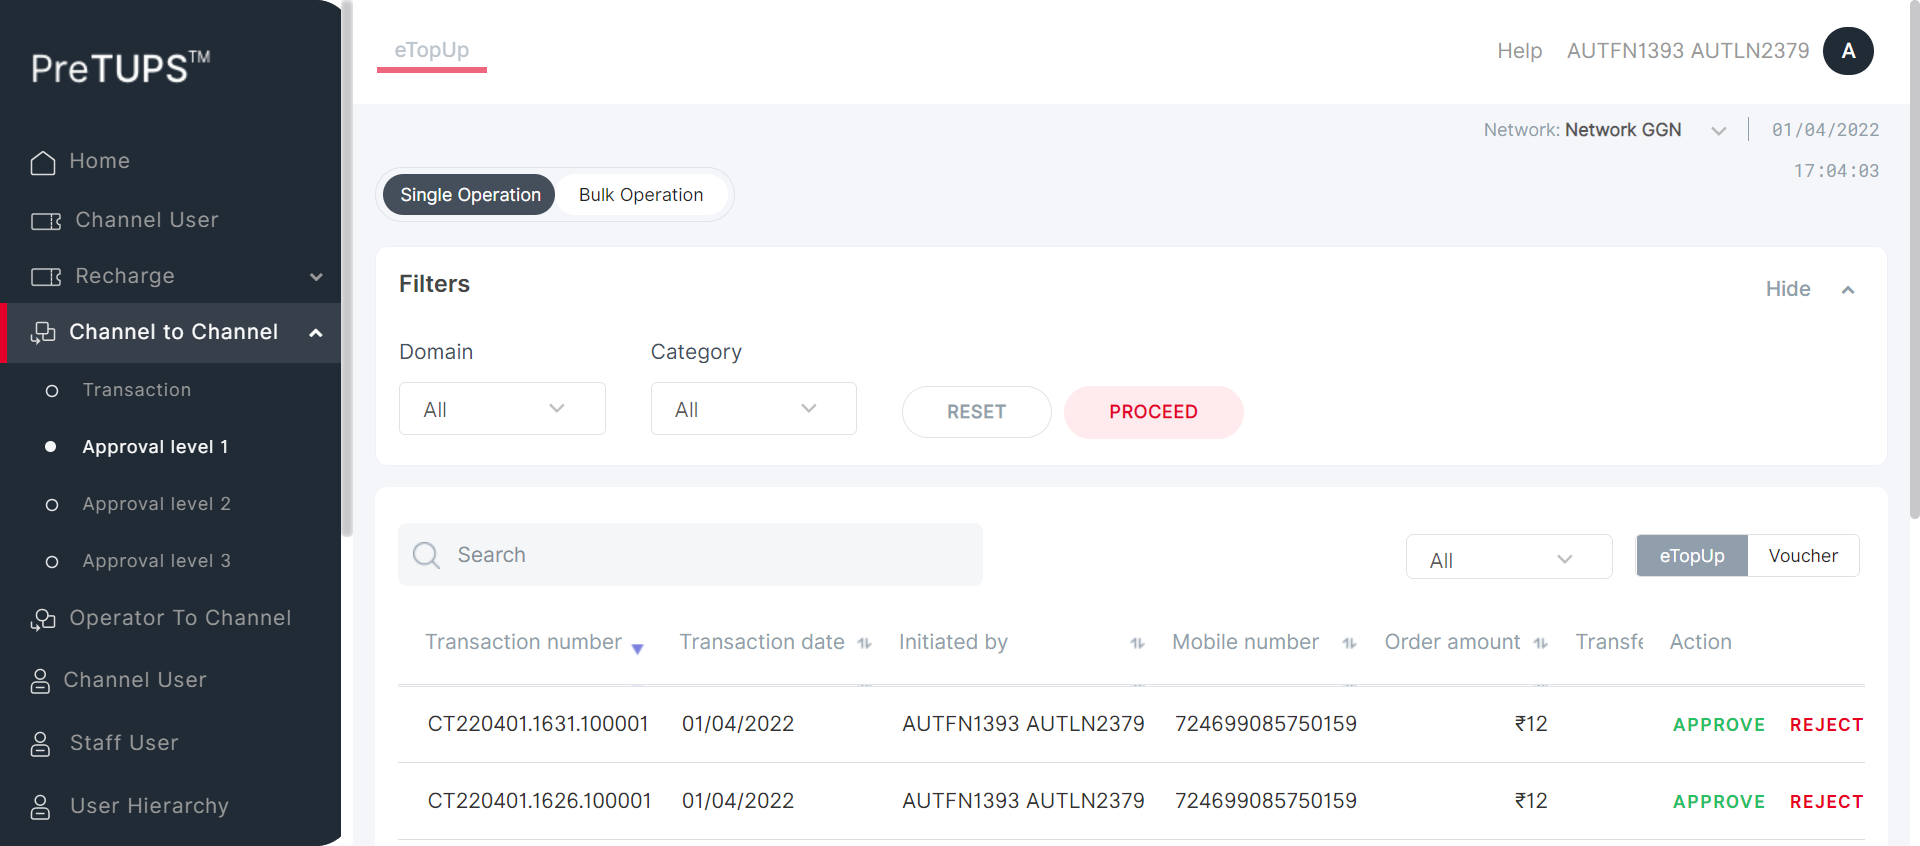 PreTUPS™
Home
Channel User
Recharge
Channel to Channel
Transaction
Approval level 1
Approval level 2
Approval level 3
Operator To Channel
Channel User
Staff User
User Hierarchy
eTopUp
Help AUTFN1393 AUTLN2379 A
Network: Network GGN 01/04/2022
17:04:03
Single Operation Bulk Operation
Filters
Hide
Domain Category
All All RESET PROCEED
Search
All eTopUp Voucher
Transaction number Transaction date Initiated by Mobile number Order amount Transfe Action
CT220401.1631.100001 01/04/2022 AUTFN1393 AUTLN2379 724699085750159 ₹12 APPROVE REJECT
CT220401.1626.100001 01/04/2022 AUTFN1393 AUTLN2379 724699085750159 ₹12 APPROVE REJECT